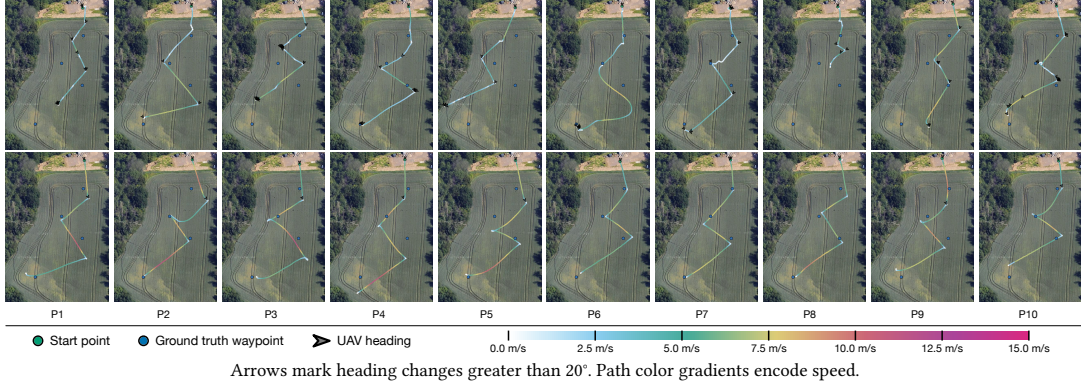 P1 P2 P3 P4 P5 P6 P7 P8 P9 P10
Start point Ground truth waypoint UAV heading
0.0 m/s 2.5 m/s 5.0 m/s 7.5 m/s 10.0 m/s 12.5 m/s 15.0 m/s
Arrows mark heading changes greater than 20°. Path color gradients encode speed.